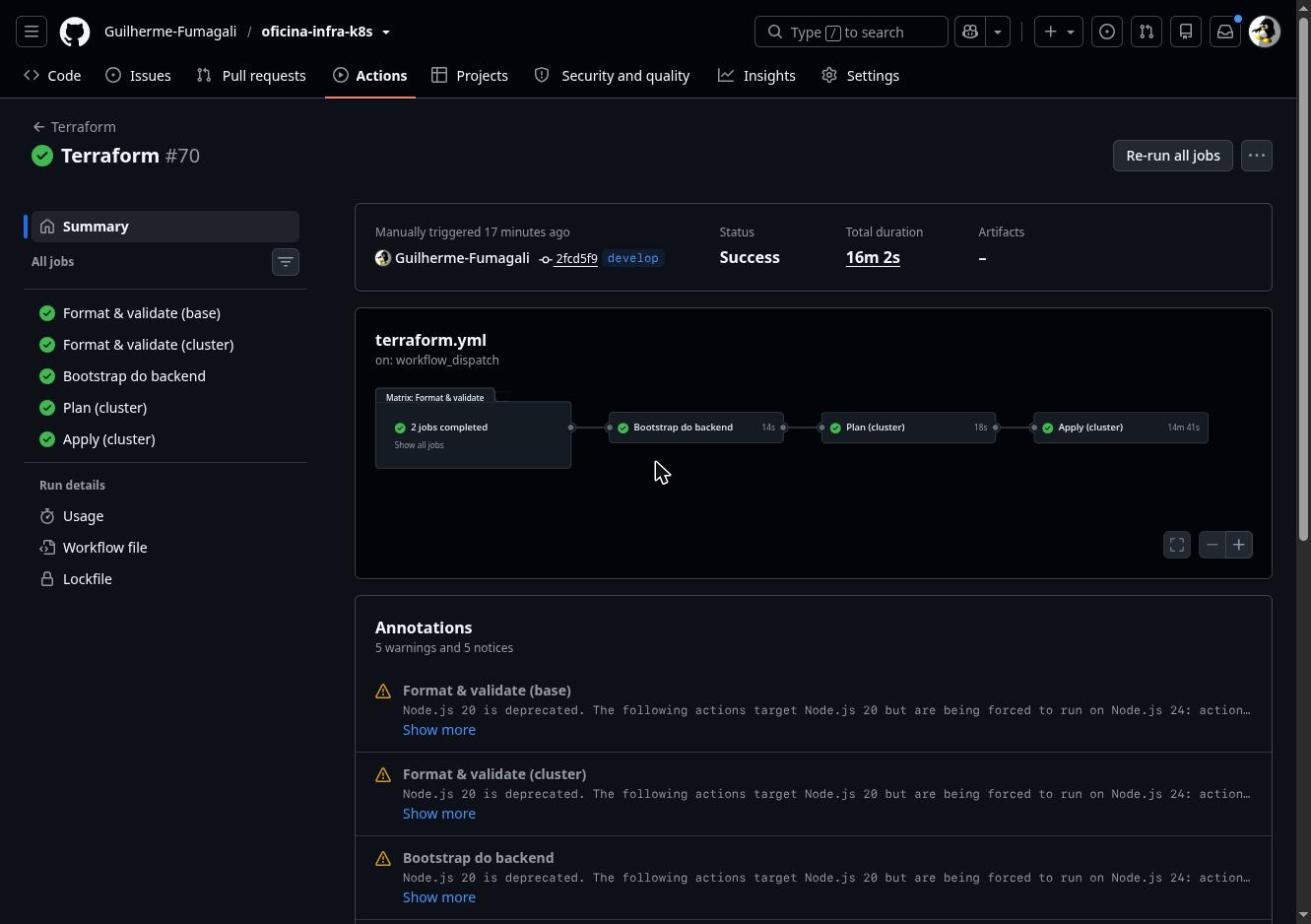 Guilherme-Fumagali / oficina-infra-k8s
Type / to search
Code
Issues
Pull requests
Actions
Projects
Security and quality
Insights
Settings
Terraform
Terraform #70
Re-run all jobs
Summary
All jobs
Format & validate (base)
Format & validate (cluster)
Bootstrap do backend
Plan (cluster)
Apply (cluster)
Run details
Usage
Workflow file
Lockfile
Manually triggered 17 minutes ago
Guilherme-Fumagali 2fcd5f9 develop
Status
Success
Total duration
16m 2s
Artifacts
–
terraform.yml
on: workflow_dispatch
Matrix: Format & validate
2 jobs completed
Show all jobs
Bootstrap do backend 14s
Plan (cluster) 18s
Apply (cluster) 14m 41s
Annotations
5 warnings and 5 notices
Format & validate (base)
Node.js 20 is deprecated. The following actions target Node.js 20 but are being forced to run on Node.js 24: action…
Show more
Format & validate (cluster)
Node.js 20 is deprecated. The following actions target Node.js 20 but are being forced to run on Node.js 24: action…
Show more
Bootstrap do backend
Node.js 20 is deprecated. The following actions target Node.js 20 but are being forced to run on Node.js 24: action…
Show more